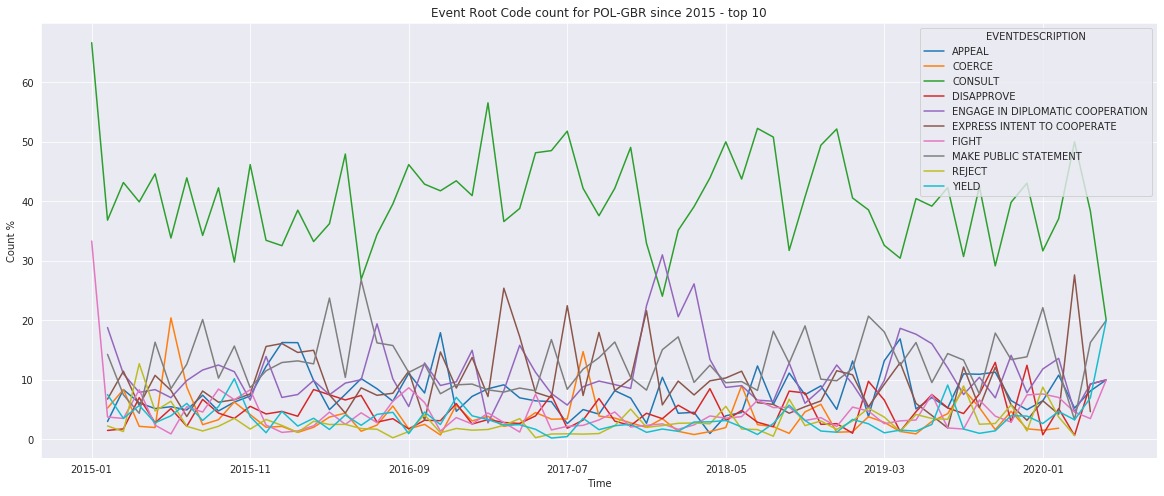 Event Root Code count for POL-GBR since 2015 - top 10
EVENTDESCRIPTION
APPEAL
COERCE
CONSULT
DISAPPROVE
ENGAGE IN DIPLOMATIC COOPERATION
EXPRESS INTENT TO COOPERATE
FIGHT
MAKE PUBLIC STATEMENT
REJECT
YIELD
Count %
60
50
40
30
20
10
0
2015-01
2015-11
2016-09
2017-07
2018-05
2019-03
2020-01
Time